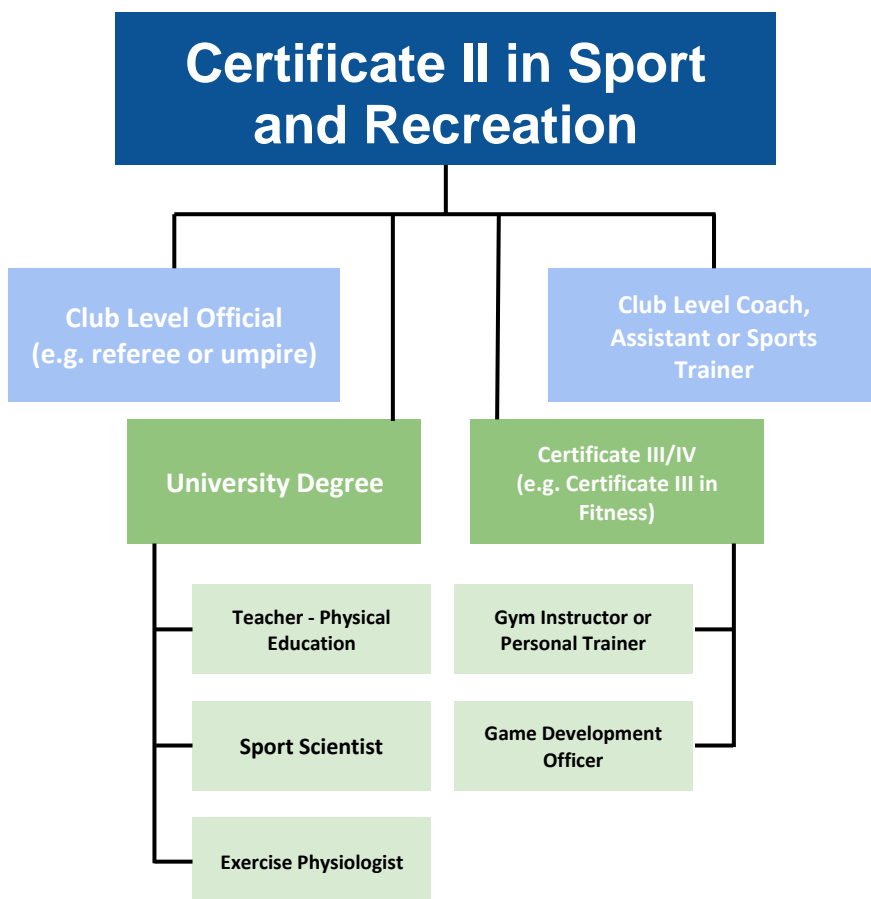 Certificate II in Sport
and Recreation
Club Level Official
(e.g. referee or umpire)
Club Level Coach,
Assistant or Sports
Trainer
University Degree
Certificate III/IV
(e.g. Certificate III in
Fitness)
Teacher - Physical
Education
Gym Instructor or
Personal Trainer
Sport Scientist
Game Development
Officer
Exercise Physiologist